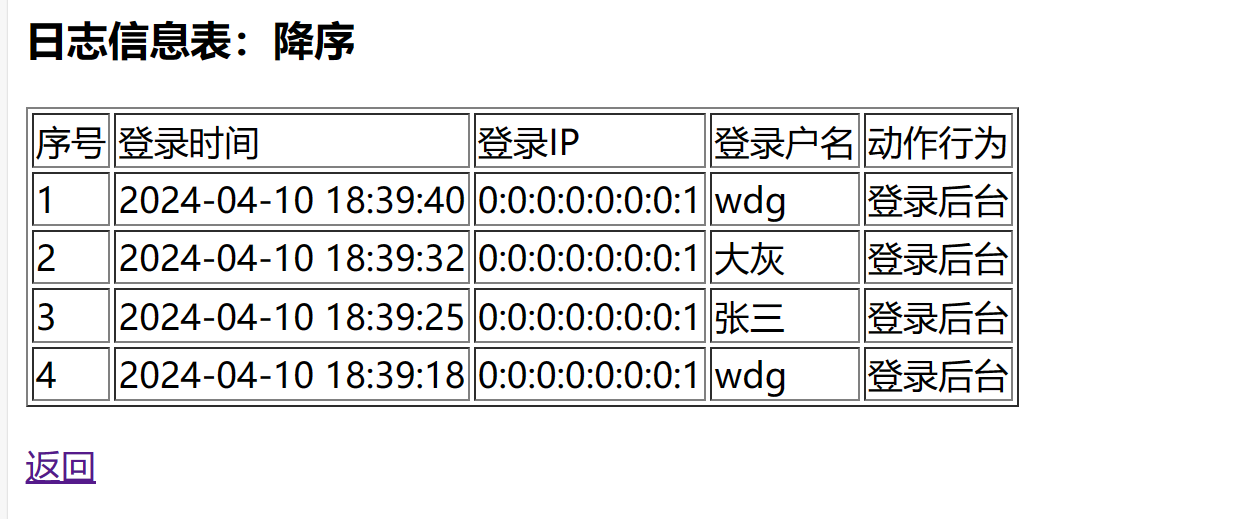 日志信息表：降序
序号 登录时间 登录IP 登录户名 动作行为
1 2024-04-10 18:39:40 0:0:0:0:0:0:0:1 wdg 登录后台
2 2024-04-10 18:39:32 0:0:0:0:0:0:0:1 大灰 登录后台
3 2024-04-10 18:39:25 0:0:0:0:0:0:0:1 张三 登录后台
4 2024-04-10 18:39:18 0:0:0:0:0:0:0:1 wdg 登录后台
返回